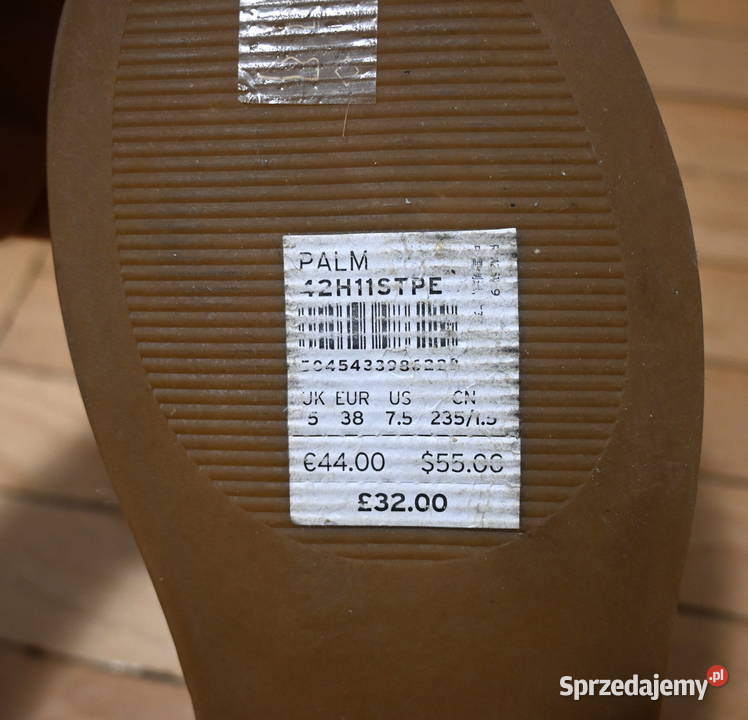 PALM
42H11STPE
UK EUR US CN
5 38 7.5 235/1.5
€44.00 $55.00
£32.00
Sprzedajemy.pl